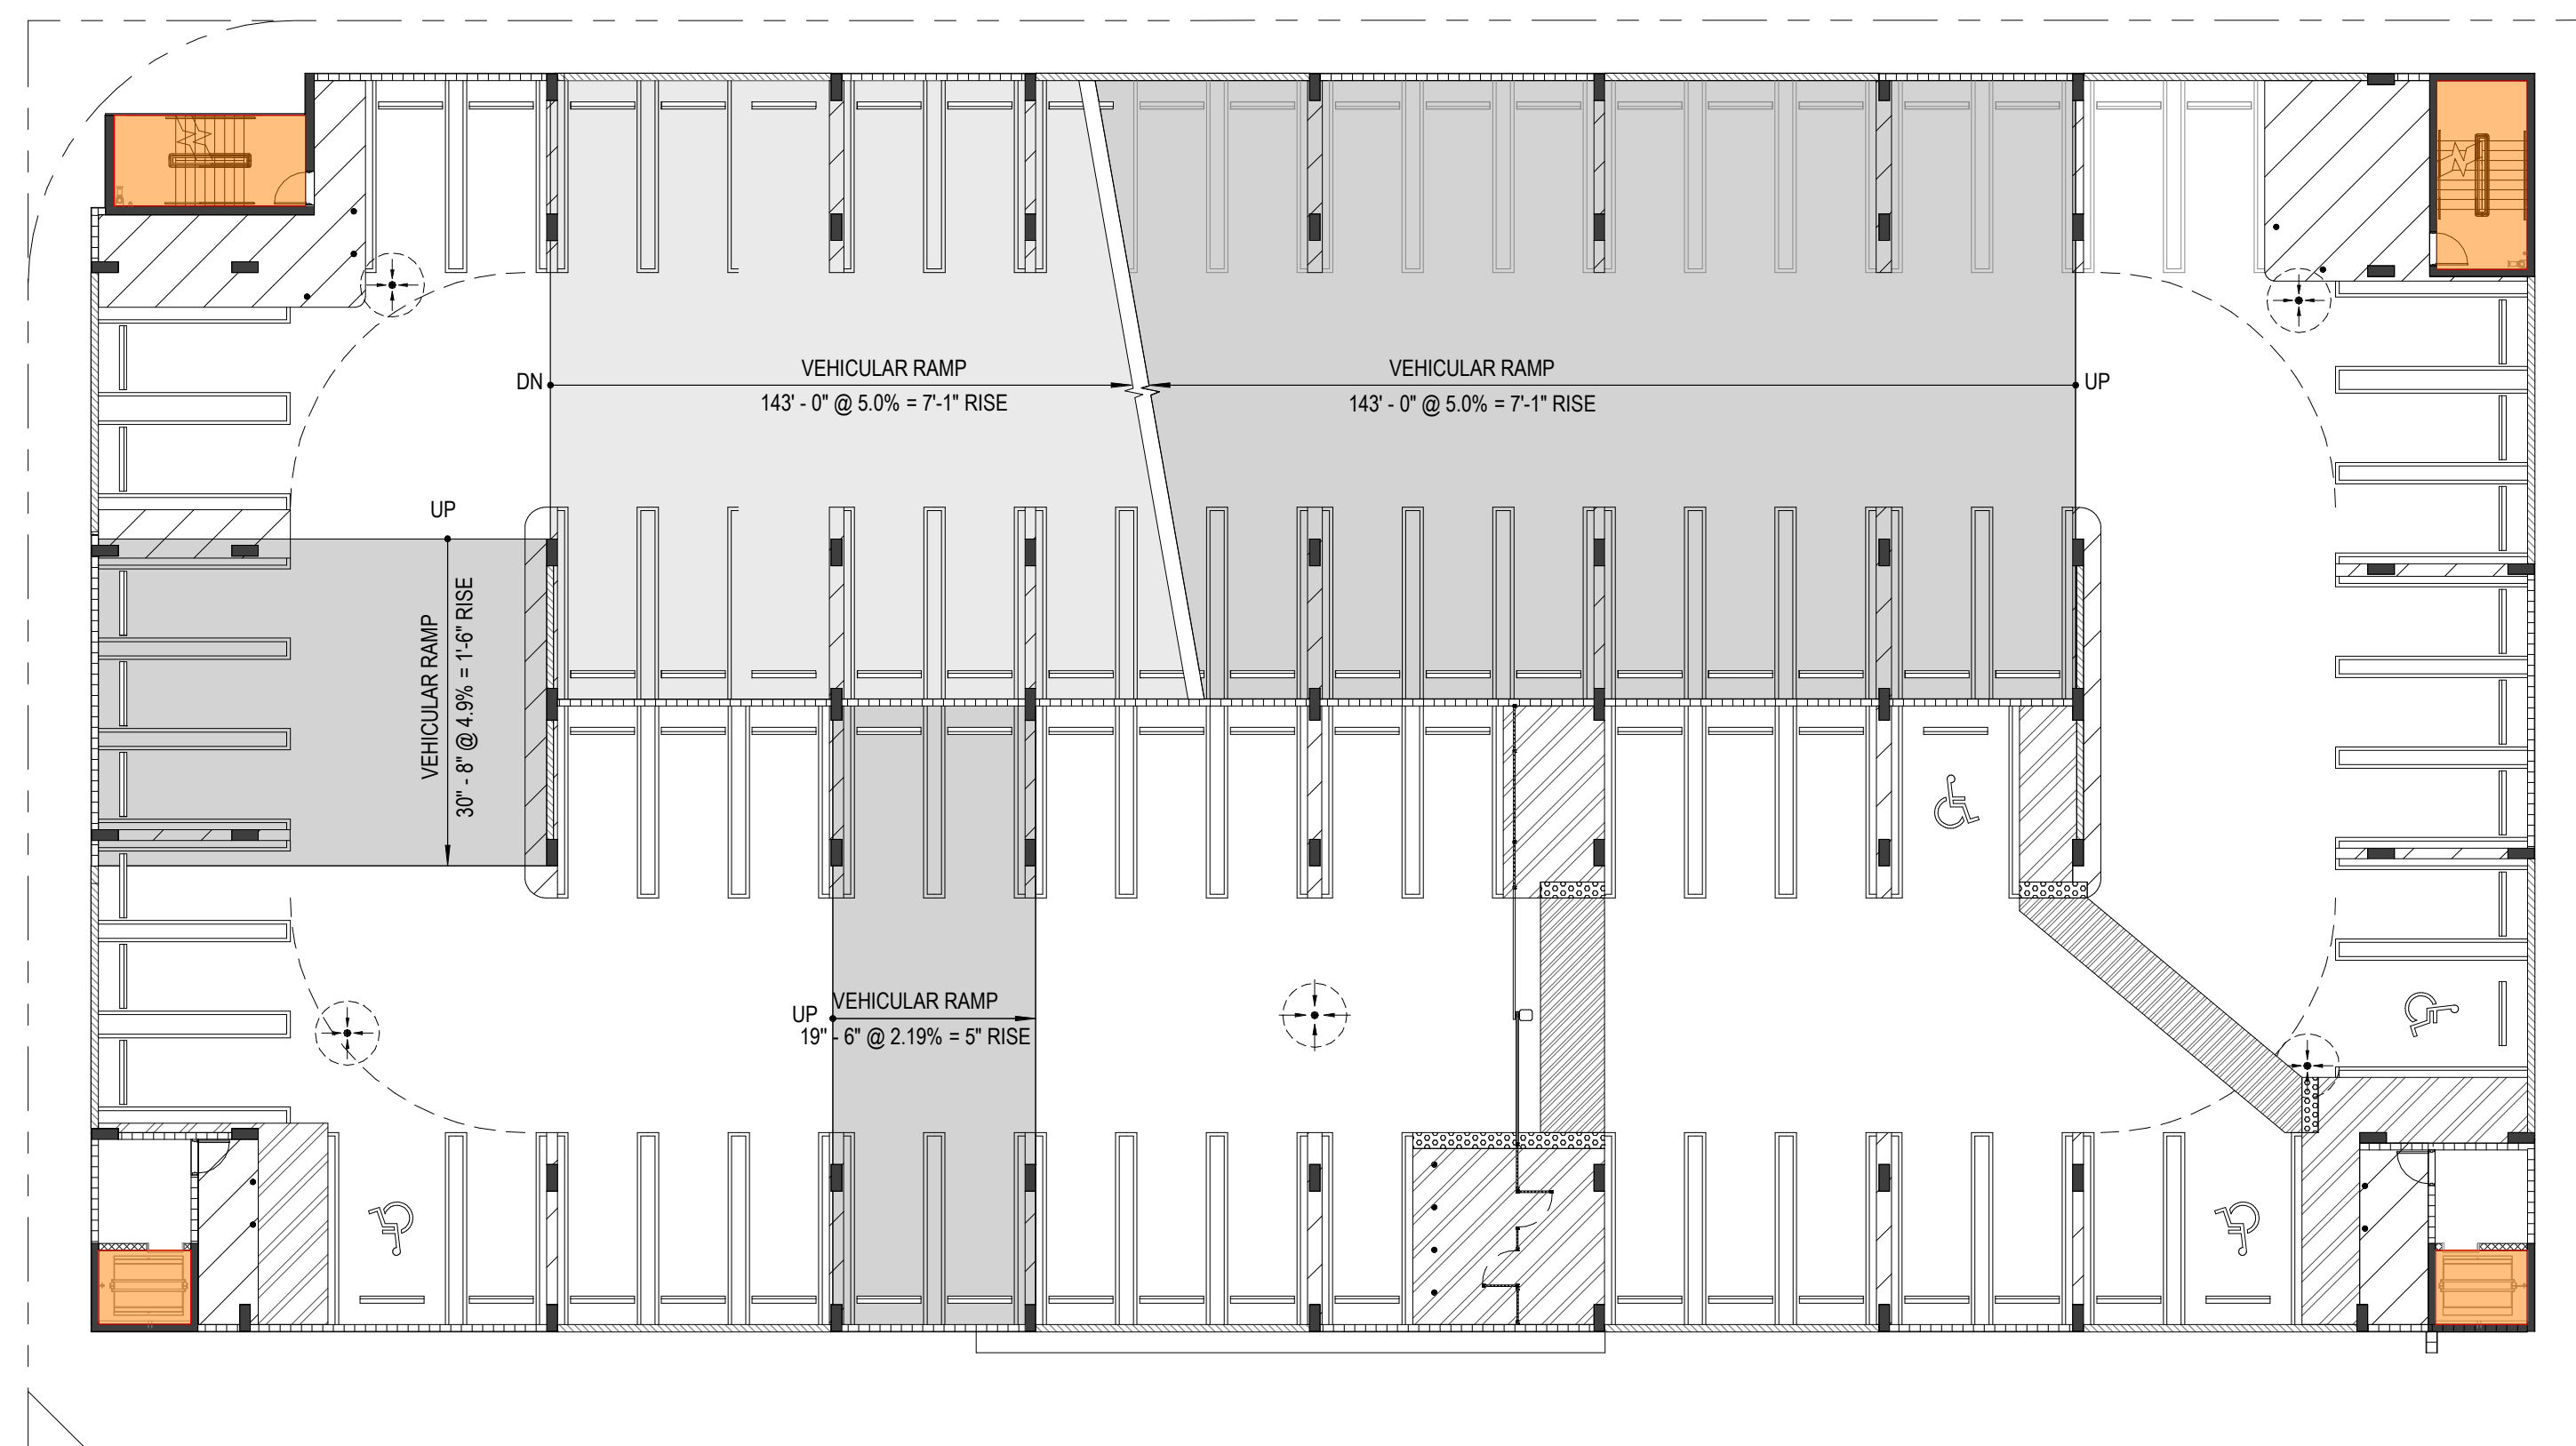 VEHICULAR RAMP
143' - 0" @ 5.0% = 7'-1" RISE
VEHICULAR RAMP
143' - 0" @ 5.0% = 7'-1" RISE
DN
UP
UP
VEHICULAR RAMP
30" - 8" @ 4.9% = 1'-6" RISE
UP
VEHICULAR RAMP
19" - 6" @ 2.19% = 5" RISE